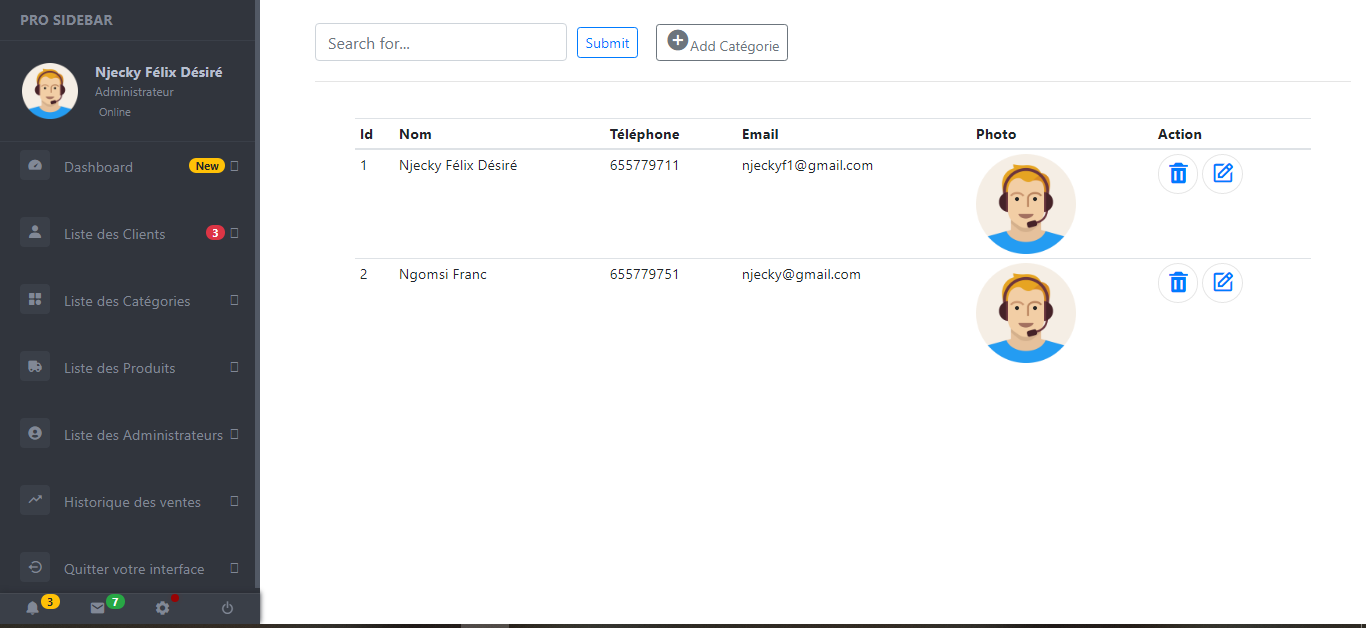 PRO SIDEBAR
Njecky Félix Désiré
Administrateur
Online
Dashboard New
Liste des Clients 3
Liste des Catégories
Liste des Produits
Liste des Administrateurs
Historique des ventes
Quitter votre interface
3 7
Search for... Submit Add Catégorie
Id Nom Téléphone Email Photo Action
1 Njecky Félix Désiré 655779711 njeckyf1@gmail.com
2 Ngomsi Franc 655779751 njecky@gmail.com